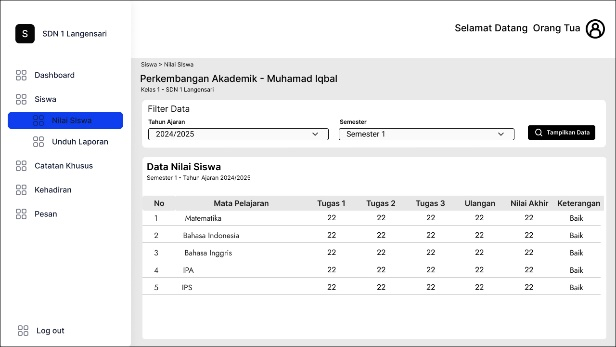 S
SDN 1 Langensari
Selamat Datang Orang Tua
Dashboard
Siswa
Nilai Siswa
Unduh Laporan
Catatan Khusus
Kehadiran
Pesan
Log out
Siswa > Nilai Siswa
Perkembangan Akademik - Muhamad Iqbal
Kelas 1 - SDN 1 Langensari
Filter Data
Tahun Ajaran Semester
2024/2025 Semester 1 Tampilkan Data
Data Nilai Siswa
Semester 1 - Tahun Ajaran 2024/2025
No Mata Pelajaran Tugas 1 Tugas 2 Tugas 3 Ulangan Nilai Akhir Keterangan
1 Matematika 22 22 22 22 22 Baik
2 Bahasa Indonesia 22 22 22 22 22 Baik
3 Bahasa Inggris 22 22 22 22 22 Baik
4 IPA 22 22 22 22 22 Baik
5 IPS 22 22 22 22 22 Baik